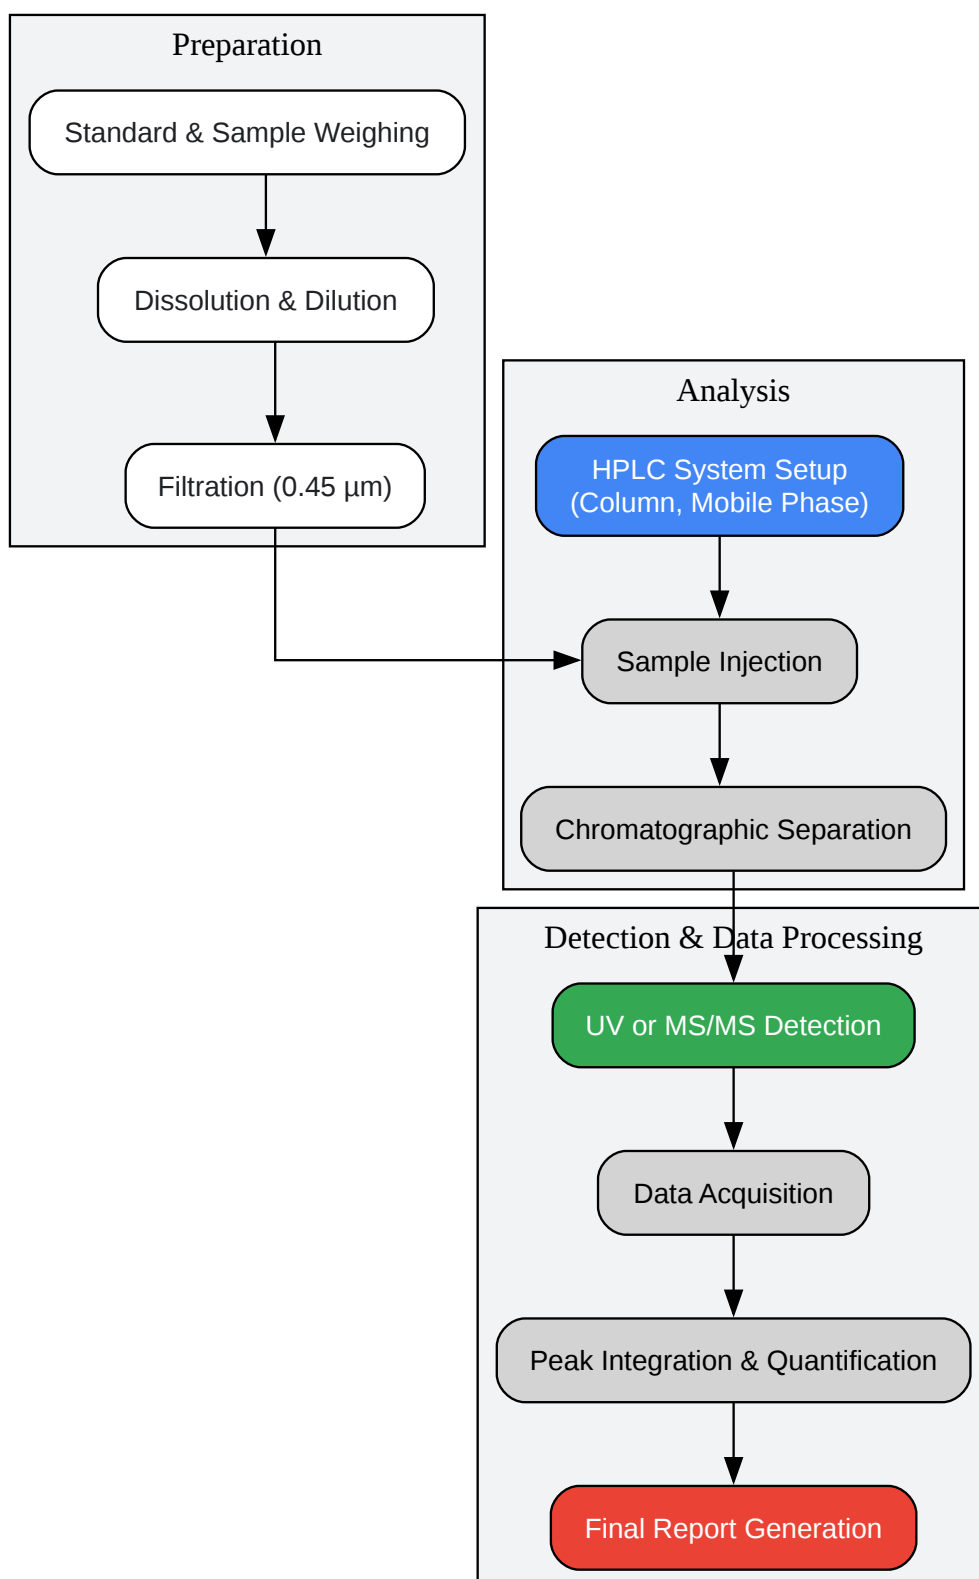 Preparation
Standard & Sample Weighing
Dissolution & Dilution
Filtration (0.45 µm)
Analysis
HPLC System Setup
(Column, Mobile Phase)
Sample Injection
Chromatographic Separation
Detection & Data Processing
UV or MS/MS Detection
Data Acquisition
Peak Integration & Quantification
Final Report Generation